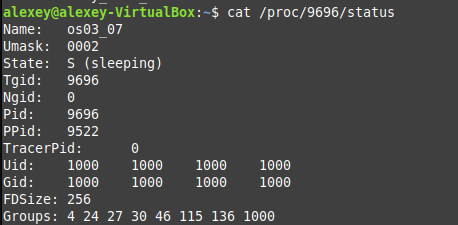 alexey@alexey-VirtualBox:~$ cat /proc/9696/status
Name:   os03_07
Umask:  0002
State:  S (sleeping)
Tgid:   9696
Ngid:   0
Pid:    9696
PPid:   9522
TracerPid:      0
Uid:    1000    1000    1000    1000
Gid:    1000    1000    1000    1000
FDSize: 256
Groups: 4 24 27 30 46 115 136 1000